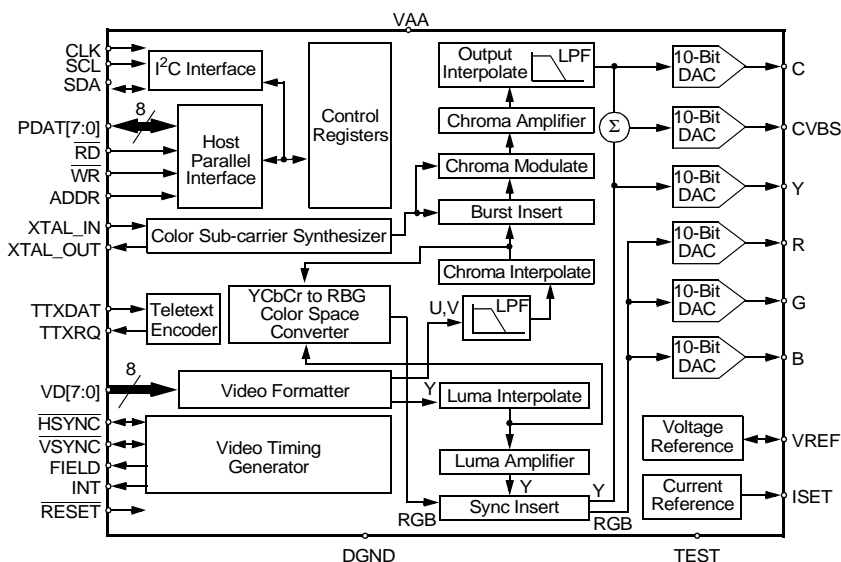 VAA
CLK
SCL
SDA
I²C Interface
8
PDAT[7:0]
RD
WR
ADDR
Host
Parallel
Interface
Control
Registers
XTAL_IN
XTAL_OUT
Color Sub-carrier Synthesizer
TTXDAT
TTXRQ
Teletext
Encoder
YCbCr to RBG
Color Space
Converter
8
VD[7:0]
Video Formatter
HSYNC
VSYNC
FIELD
INT
RESET
Video Timing
Generator
Output
Interpolate
LPF
Chroma Amplifier
Chroma Modulate
Burst Insert
Chroma Interpolate
U,V
LPF
Y
Luma Interpolate
Luma Amplifier
Y
Sync Insert
RGB
Y
RGB
Σ
10-Bit
DAC
C
10-Bit
DAC
CVBS
10-Bit
DAC
Y
10-Bit
DAC
R
10-Bit
DAC
G
10-Bit
DAC
B
Voltage
Reference
VREF
Current
Reference
ISET
DGND
TEST